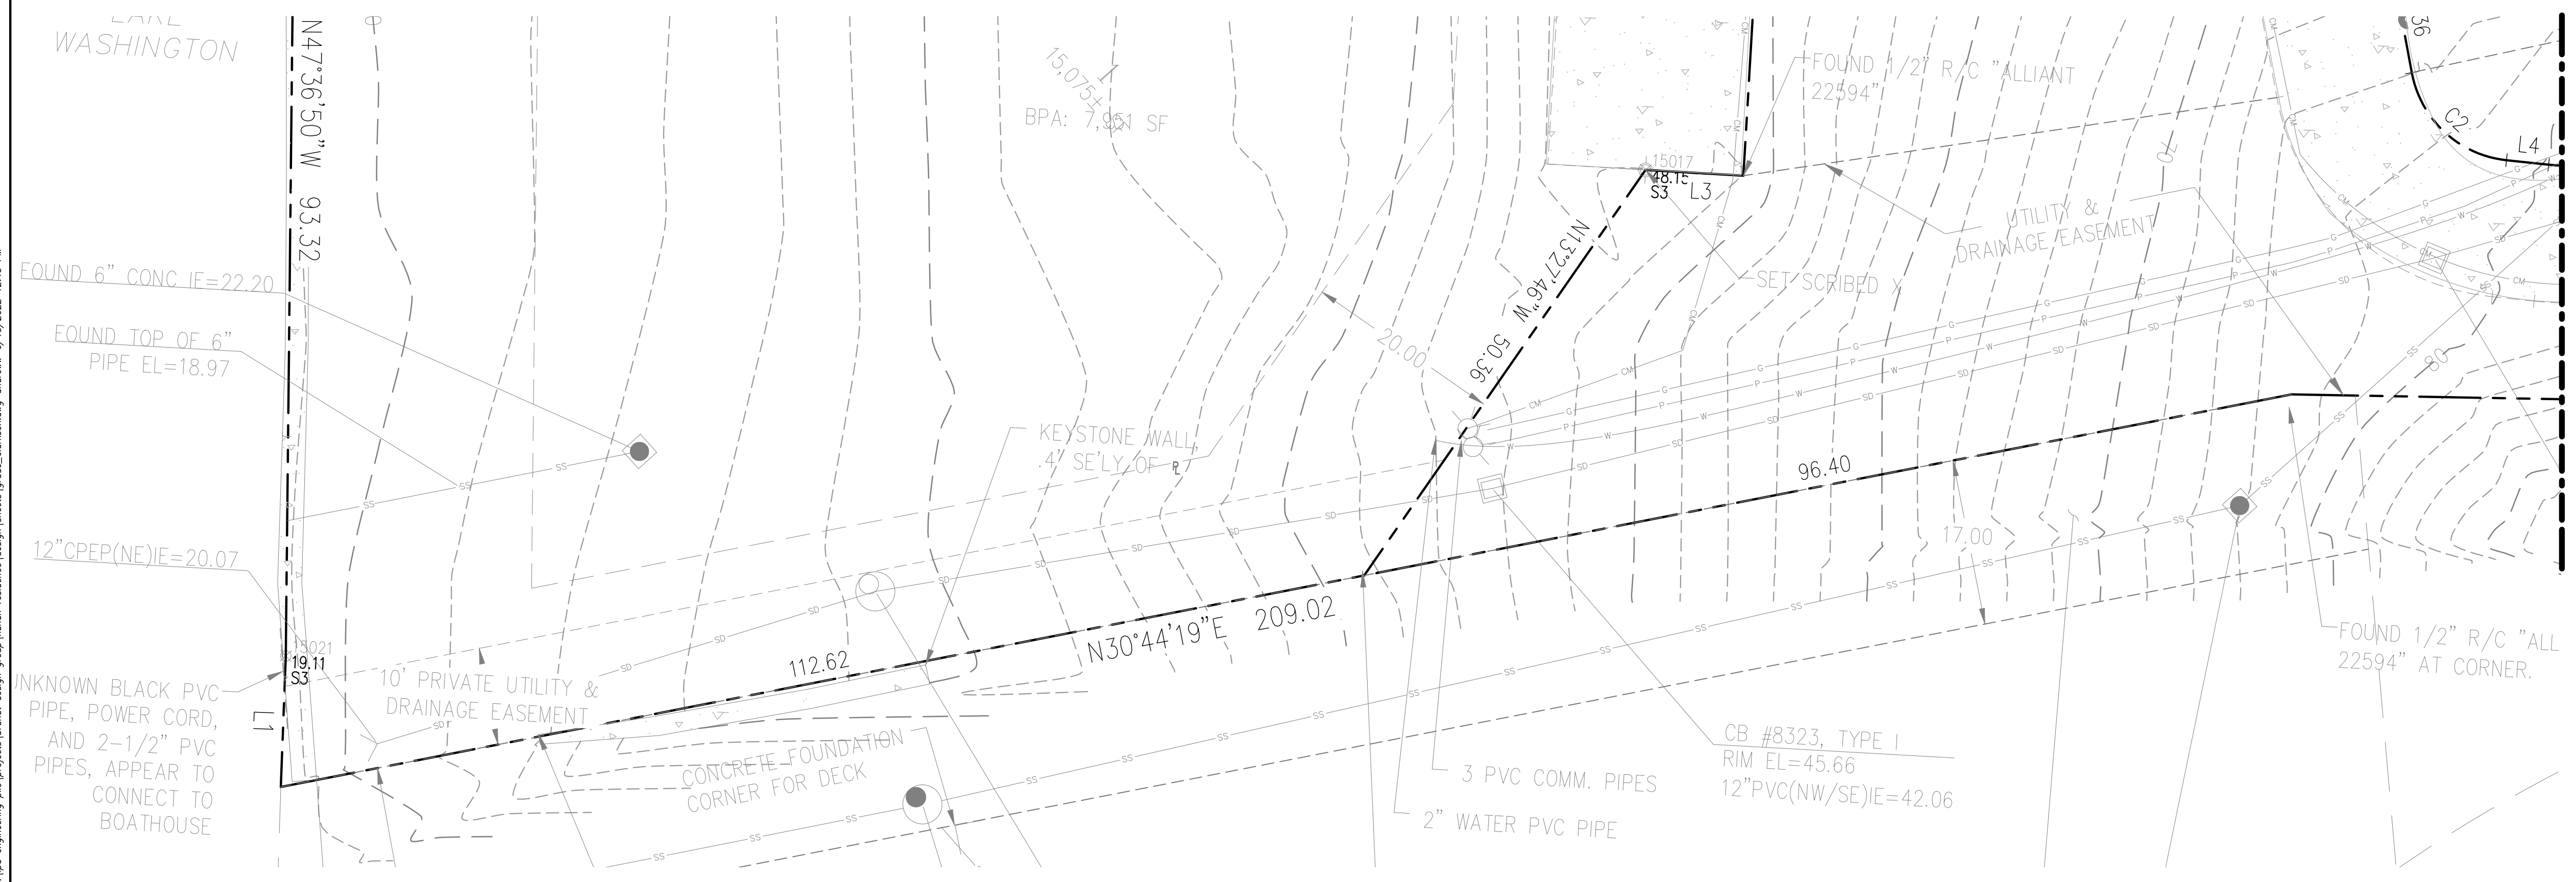 LAKE
WASHINGTON
N47°36'50"W 93.32
15,075±
BPA: 7,951 SF
FOUND 1/2" R/C "ALLIANT
22594"
36
C2
L4
15017
48.15
S3
L3
70
UTILITY &
DRAINAGE EASEMENT
SET SCRIBED X
N13°27'46"W 50.36
20.00
FOUND 6" CONC IE=22.20
FOUND TOP OF 6"
PIPE EL=18.97
KEYSTONE WALL,
.4' SE'LY OF PL
80
96.40
17.00
12"CPEP(NE)IE=20.07
N30°44'19"E 209.02
112.62
15021
19.11
S3
L1
UNKNOWN BLACK PVC
PIPE, POWER CORD,
AND 2-1/2" PVC
PIPES, APPEAR TO
CONNECT TO
BOATHOUSE
10' PRIVATE UTILITY &
DRAINAGE EASEMENT
CONCRETE FOUNDATION
CORNER FOR DECK
FOUND 1/2" R/C "ALL
22594" AT CORNER.
CB #8323, TYPE I
RIM EL=45.66
12"PVC(NW/SE)IE=42.06
3 PVC COMM. PIPES
2" WATER PVC PIPE